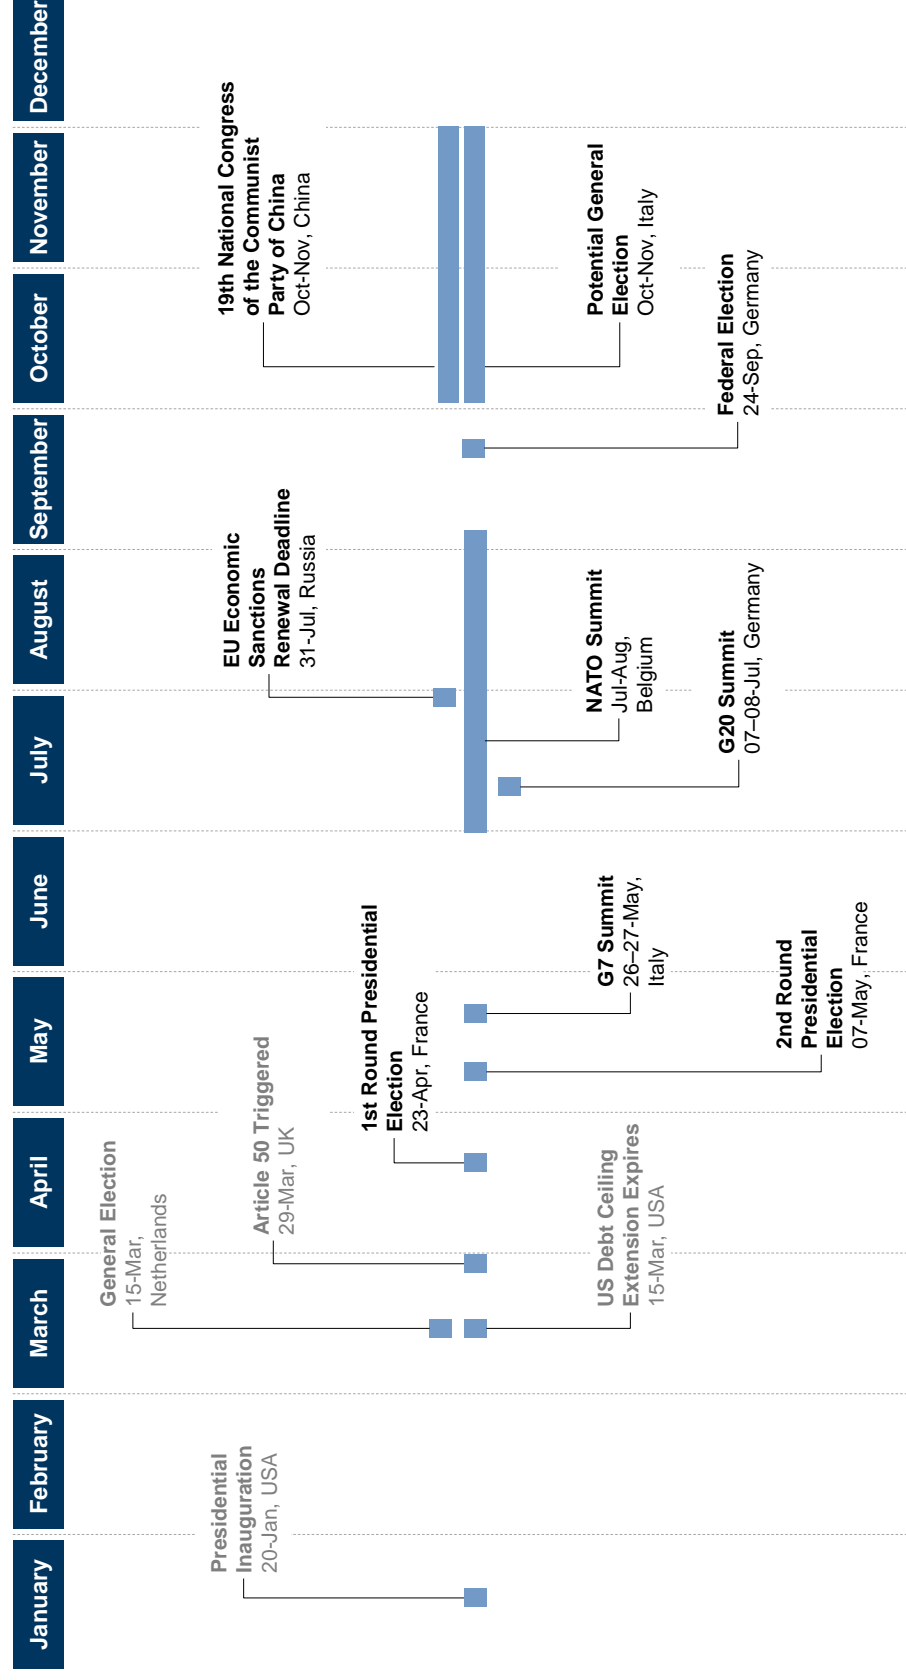 January
February
March
April
May
June
July
August
September
October
November
December
Presidential
Inauguration
20-Jan, USA
General Election
15-Mar,
Netherlands
Article 50 Triggered
29-Mar, UK
US Debt Ceiling
Extension Expires
15-Mar, USA
1st Round Presidential
Election
23-Apr, France
2nd Round
Presidential
Election
07-May, France
G7 Summit
26–27-May,
Italy
EU Economic
Sanctions
Renewal Deadline
31-Jul, Russia
NATO Summit
Jul-Aug,
Belgium
G20 Summit
07–08-Jul, Germany
Federal Election
24-Sep, Germany
19th National Congress
of the Communist
Party of China
Oct-Nov, China
Potential General
Election
Oct-Nov, Italy